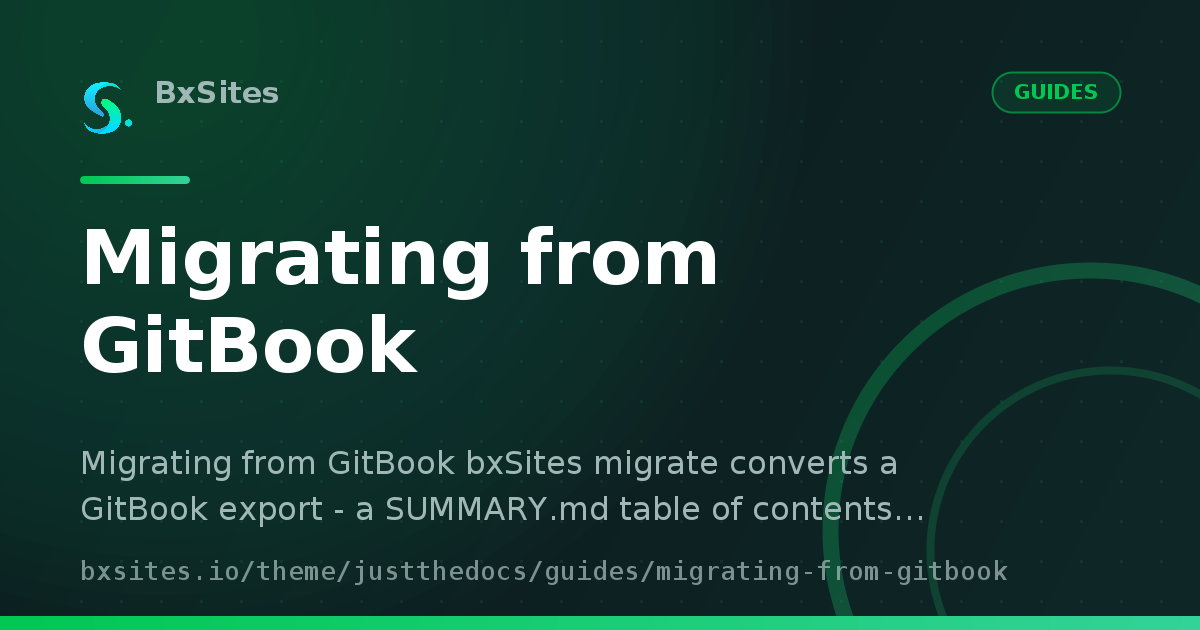 BxSites
GUIDES
Migrating from
GitBook
Migrating from GitBook bxSites migrate converts a
GitBook export - a SUMMARY.md table of contents...
bxsites.io/theme/justthedocs/guides/migrating-from-gitbook